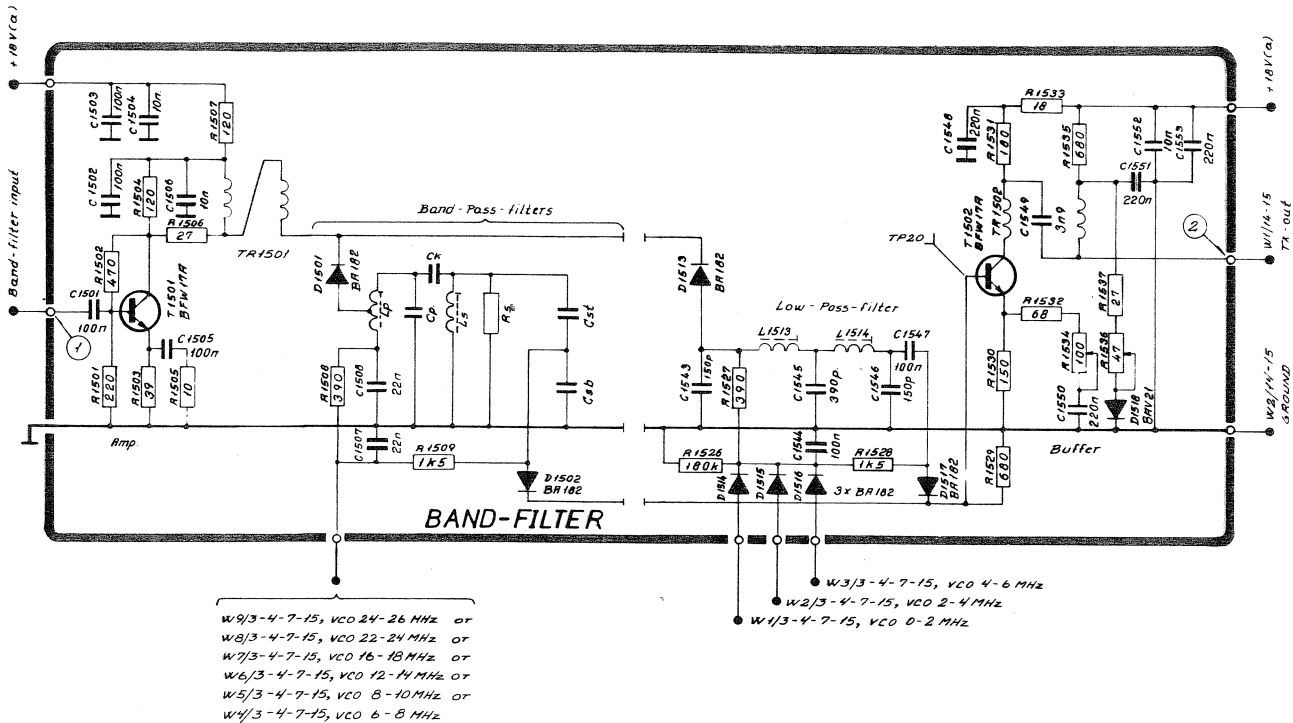 +18V(a)
Band-filter input
C1503
100n
C1504
10n
R1507
120
C1502
100n
R1504
120
C1506
10n
R1506
27
TR1501
R1502
470
C1501
100n
1
T1501
BFW17A
C1505
100n
R1501
220
R1503
39
R1505
10
Amp.
Band-Pass-filters
D1501
BA182
Lp
Cp.
Ck
Ls
Rs
Cst
Csb
R1508
390
C1508
22n
C1507
22n
R1509
1k5
D1502
BA182
BAND-FILTER
D1513
BA182
Low-Pass-filter
L1513
L1514
C1547
100n
C1543
150p
R1527
390
C1545
390p.
C1546
150p
C1544
100n
R1526
180k
R1528
1k5
D1514
D1515
D1516
3x BA182
D1517
BA182
TP20
C1548
220n
R1533
18
R1531
180
R1535
680
C1552
10n
C1553
220n
C1551
220n
T1502
BFW17A
TR1502
C1549
3n9
R1532
68
R1537
27
R1530
150
R1534
100
R1536
47
C1550
220n
D1518
BA121
R1529
680
Buffer
2
+18V(a)
W1/14-15
TX-out
W2/14-15
GROUND
W3/3-4-7-15, VCO 4-6 MHz
W2/3-4-7-15, VCO 2-4 MHz
W1/3-4-7-15, VCO 0-2 MHz
W9/3-4-7-15, VCO 24-26 MHz or
W8/3-4-7-15, VCO 22-24 MHz or
W7/3-4-7-15, VCO 16-18 MHz or
W6/3-4-7-15, VCO 12-14 MHz or
W5/3-4-7-15, VCO 8-10 MHz or
W4/3-4-7-15, VCO 6-8 MHz